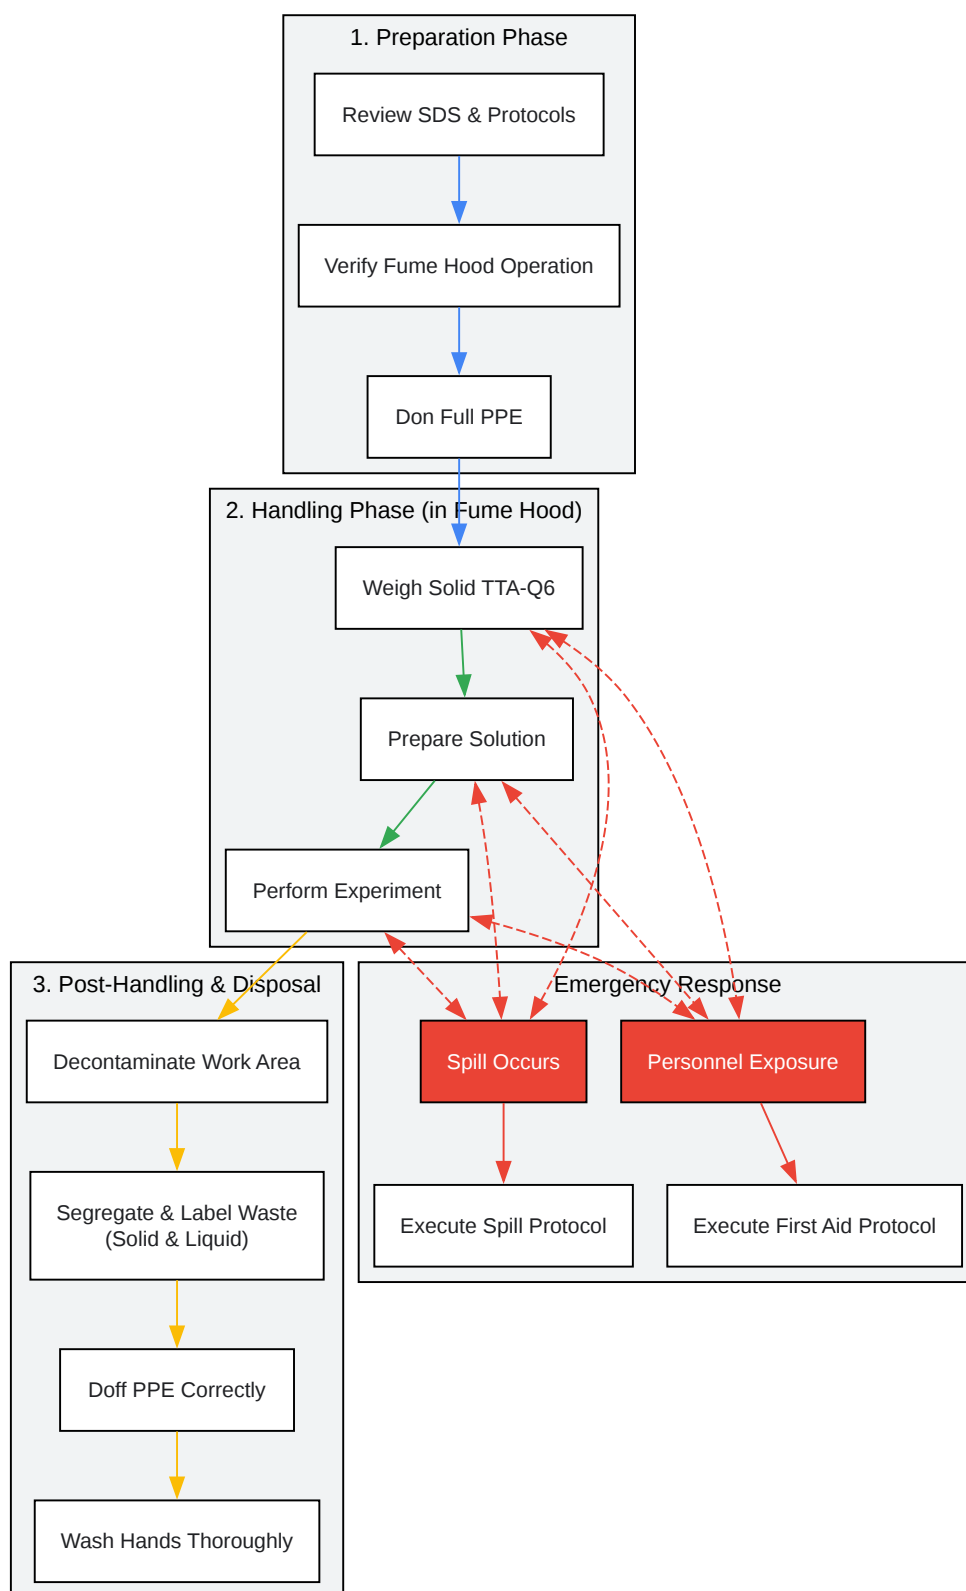 1. Preparation Phase
Review SDS & Protocols
Verify Fume Hood Operation
Don Full PPE
2. Handling Phase (in Fume Hood)
Weigh Solid TTA-Q6
Prepare Solution
Perform Experiment
3. Post-Handling & Disposal
Decontaminate Work Area
Segregate & Label Waste
(Solid & Liquid)
Doff PPE Correctly
Wash Hands Thoroughly
Emergency Response
Spill Occurs
Personnel Exposure
Execute Spill Protocol
Execute First Aid Protocol